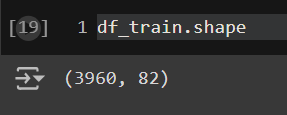 [19] 1 df_train.shape
(3960, 82)